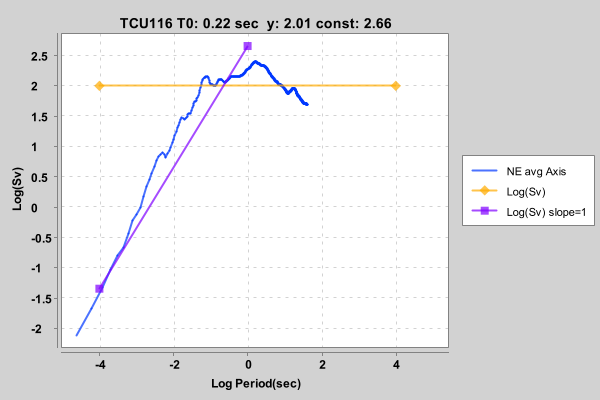 TCU116 T0: 0.22 sec y: 2.01 const: 2.66
2.5
2
1.5
1
0.5
0
-0.5
-1
-1.5
-2
Log(Sv)
-4
-2
0
2
4
Log Period(sec)
NE avg Axis
Log(Sv)
Log(Sv) slope=1